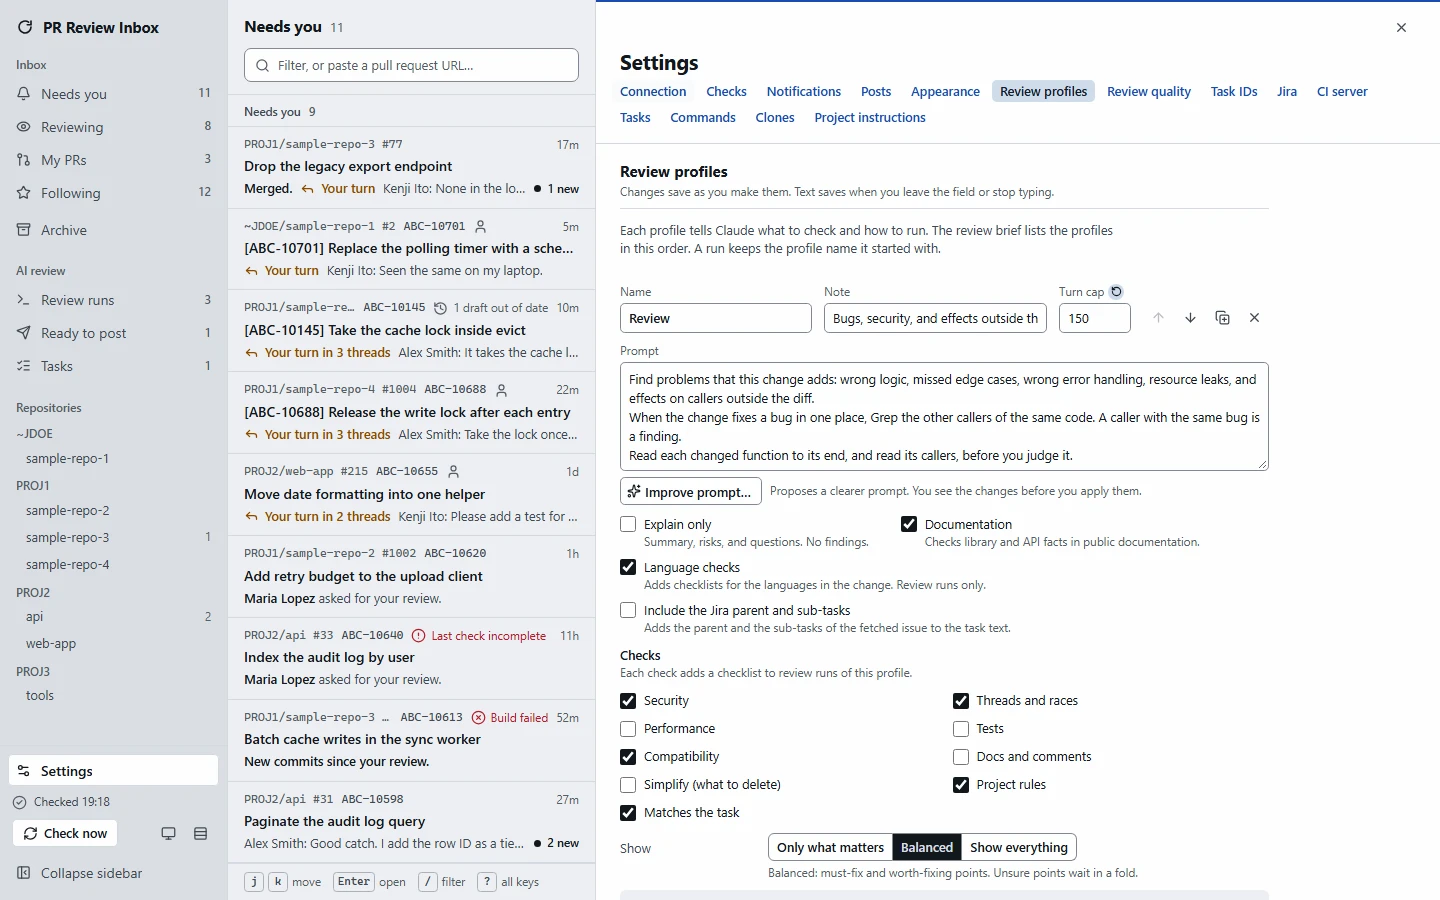 PR Review Inbox
Inbox
Needs you 11
Reviewing 8
My PRs 3
Following 12
Archive
AI review
Review runs 3
Ready to post 1
Tasks 1
Repositories
~JDOE
sample-repo-1
PROJ1
sample-repo-2
sample-repo-3 1
sample-repo-4
PROJ2
api 2
web-app
PROJ3
tools
Settings
Checked 19:18
Check now
Collapse sidebar
Needs you 11
Filter, or paste a pull request URL...
Needs you 9
PROJ1/sample-repo-3 #77 17m
Drop the legacy export endpoint
Merged. Your turn Kenji Ito: None in the lo... 1 new
~JDOE/sample-repo-1 #2 ABC-10701 5m
[ABC-10701] Replace the polling timer with a sche...
Your turn Kenji Ito: Seen the same on my laptop.
PROJ1/sample-re... ABC-10145 1 draft out of date 10m
[ABC-10145] Take the cache lock inside evict
Your turn in 3 threads Alex Smith: It takes the cache l...
PROJ1/sample-repo-4 #1004 ABC-10688 22m
[ABC-10688] Release the write lock after each entry
Your turn in 3 threads Alex Smith: Take the lock once...
PROJ2/web-app #215 ABC-10655 1d
Move date formatting into one helper
Your turn in 2 threads Kenji Ito: Please add a test for ...
PROJ1/sample-repo-2 #1002 ABC-10620 1h
Add retry budget to the upload client
Maria Lopez asked for your review.
PROJ2/api #33 ABC-10640 Last check incomplete 11h
Index the audit log by user
Maria Lopez asked for your review.
PROJ1/sample-repo-3 ... ABC-10613 Build failed 52m
Batch cache writes in the sync worker
New commits since your review.
PROJ2/api #31 ABC-10598 27m
Paginate the audit log query
Alex Smith: Good catch. I add the row ID as a tie... 2 new
j k move Enter open / filter ? all keys
Settings
Connection Checks Notifications Posts Appearance Review profiles Review quality Task IDs Jira CI server
Tasks Commands Clones Project instructions
Review profiles
Changes save as you make them. Text saves when you leave the field or stop typing.
Each profile tells Claude what to check and how to run. The review brief lists the profiles
in this order. A run keeps the profile name it started with.
Name Note Turn cap
Review Bugs, security, and effects outside th 150
Prompt
Find problems that this change adds: wrong logic, missed edge cases, wrong error handling, resource leaks, and
effects on callers outside the diff.
When the change fixes a bug in one place, Grep the other callers of the same code. A caller with the same bug is
a finding.
Read each changed function to its end, and read its callers, before you judge it.
Improve prompt... Proposes a clearer prompt. You see the changes before you apply them.
Explain only Documentation
Summary, risks, and questions. No findings. Checks library and API facts in public documentation.
Language checks
Adds checklists for the languages in the change. Review runs only.
Include the Jira parent and sub-tasks
Adds the parent and the sub-tasks of the fetched issue to the task text.
Checks
Each check adds a checklist to review runs of this profile.
Security Threads and races
Performance Tests
Compatibility Docs and comments
Simplify (what to delete) Project rules
Matches the task
Show Only what matters Balanced Show everything
Balanced: must-fix and worth-fixing points. Unsure points wait in a fold.